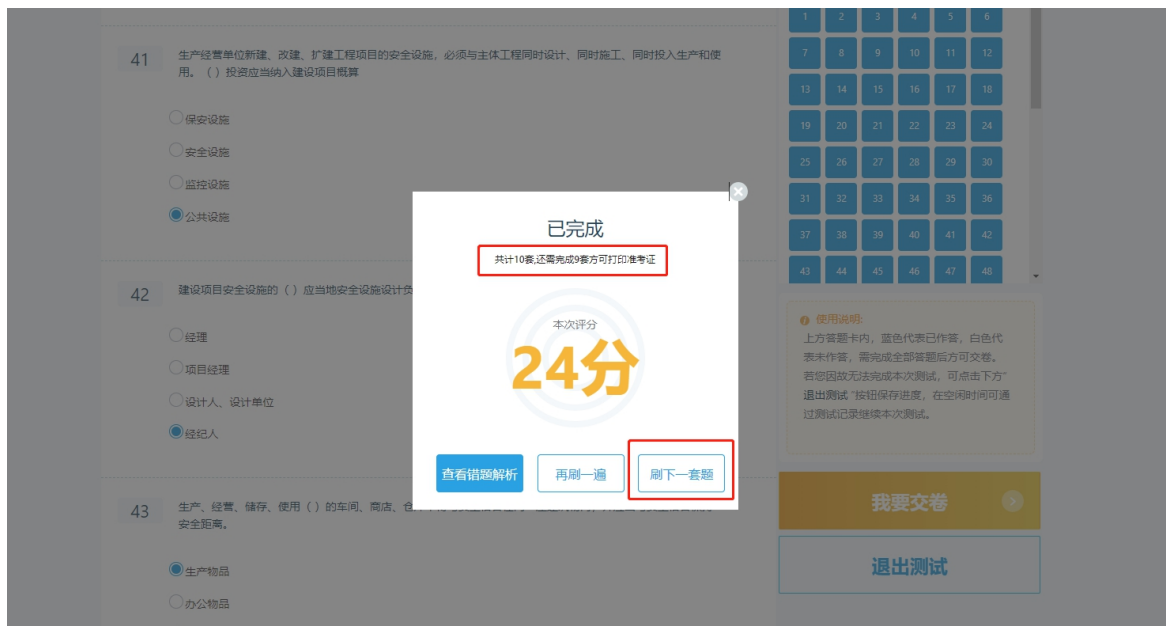 41
生产经营单位新建、改建、扩建工程项目的安全设施，必须与主体工程同时设计、同时施工、同时投入生产和使
用。（ ）投资应当纳入建设项目概算
保安设施
安全设施
监控设施
公共设施
42
建设项目安全设施的（ ）应当地安全设施设计负
经理
项目经理
设计人、设计单位
经纪人
43
生产、经营、储存、使用（ ）的车间、商店、仓
安全距离。
生产物品
办公物品
已完成
共计10套,还需完成9套方可打印准考证
本次评分
24分
查看错题解析
再刷一遍
刷下一套题
1 2 3 4 5 6
7 8 9 10 11 12
13 14 15 16 17 18
19 20 21 22 23 24
25 26 27 28 29 30
31 32 33 34 35 36
37 38 39 40 41 42
43 44 45 46 47 48
使用说明:
上方答题卡内，蓝色代表已作答，白色代
表未作答，需完成全部答题后方可交卷。
若您因故无法完成本次测试，可点击下方"
退出测试 "按钮保存进度，在空闲时间可通
过测试记录继续本次测试。
我要交卷
退出测试